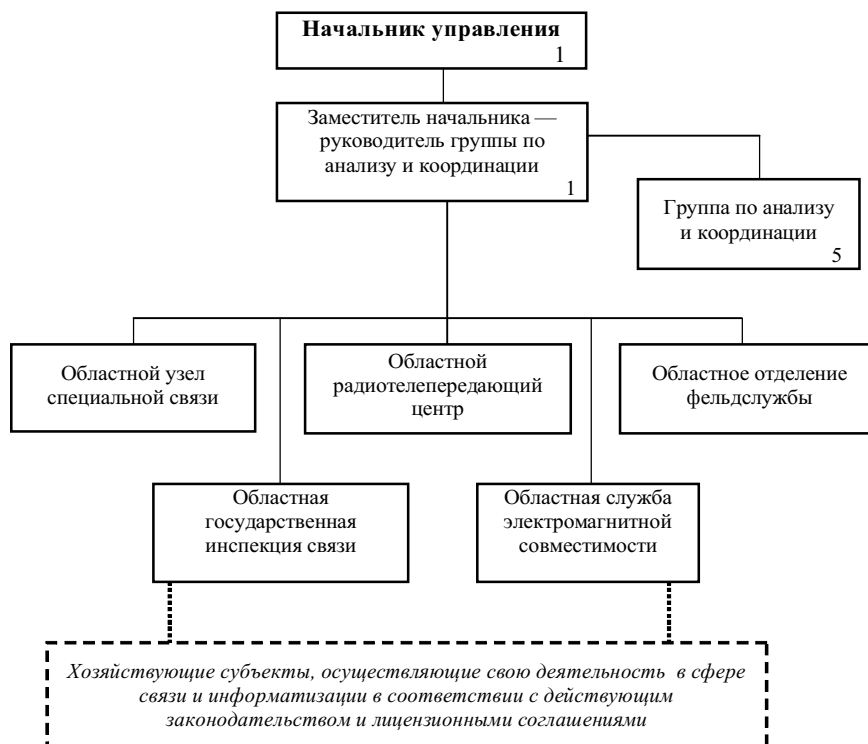 Начальник управления
1
Заместитель начальника —
руководитель группы по
анализу и координации
1
Группа по анализу
и координации
5
Областной узел
специальной связи
Областной
радиотелепередающий
центр
Областное отделение
фельдслужбы
Областная
государственная
инспекция связи
Областная служба
электромагнитной
совместимости
Хозяйствующие субъекты, осуществляющие свою деятельность в сфере
связи и информатизации в соответствии с действующим
законодательством и лицензионными соглашениями